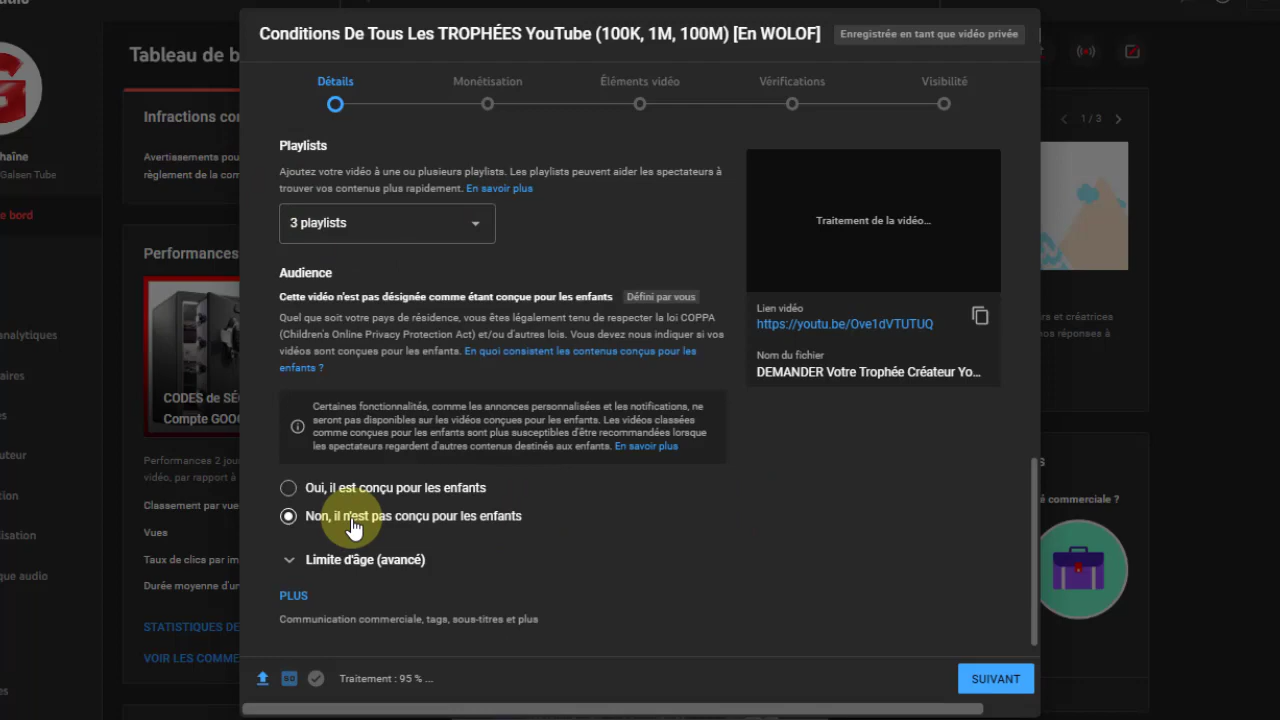 Conditions De Tous Les TROPHÉES YouTube (100K, 1M, 100M) [En WOLOF]
Enregistrée en tant que vidéo privée
Détails
Monétisation
Éléments vidéo
Vérifications
Visibilité
Playlists
Ajoutez votre vidéo à une ou plusieurs playlists. Les playlists peuvent aider les spectateurs à
trouver vos contenus plus rapidement. En savoir plus
3 playlists
Audience
Cette vidéo n'est pas désignée comme étant conçue pour les enfants
Défini par vous
Quel que soit votre pays de résidence, vous êtes légalement tenu de respecter la loi COPPA
(Children's Online Privacy Protection Act) et/ou d'autres lois. Vous devez nous indiquer si vos
vidéos sont conçues pour les enfants. En quoi consistent les contenus conçus pour les
enfants ?
Certaines fonctionnalités, comme les annonces personnalisées et les notifications, ne
seront pas disponibles sur les vidéos conçues pour les enfants. Les vidéos classées
comme conçues pour les enfants sont plus susceptibles d'être recommandées lorsque
les spectateurs regardent d'autres contenus destinés aux enfants. En savoir plus
Oui, il est conçu pour les enfants
Non, il n'est pas conçu pour les enfants
Limite d'âge (avancé)
PLUS
Communication commerciale, tags, sous-titres et plus
Traitement de la vidéo...
Lien vidéo
https://youtu.be/Ove1dVTUTUQ
Nom du fichier
DEMANDER Votre Trophée Créateur Yo...
Traitement : 95 % ...
SUIVANT
Tableau de b
Infractions co
Avertissements pou
règlement de la com
Performances
CODES de SÉ
Compte GOO
Performances 2 jou
vidéo, par rapport à
Classement par vue
Vues
Taux de clics par im
Durée moyenne d'u
STATISTIQUES DE
VOIR LES COMME
haîne
Galsen Tube
e bord
analytiques
aires
uteur
tion
lisation
que audio
1 / 3
rs et créatrices
nos réponses à
é commerciale ?